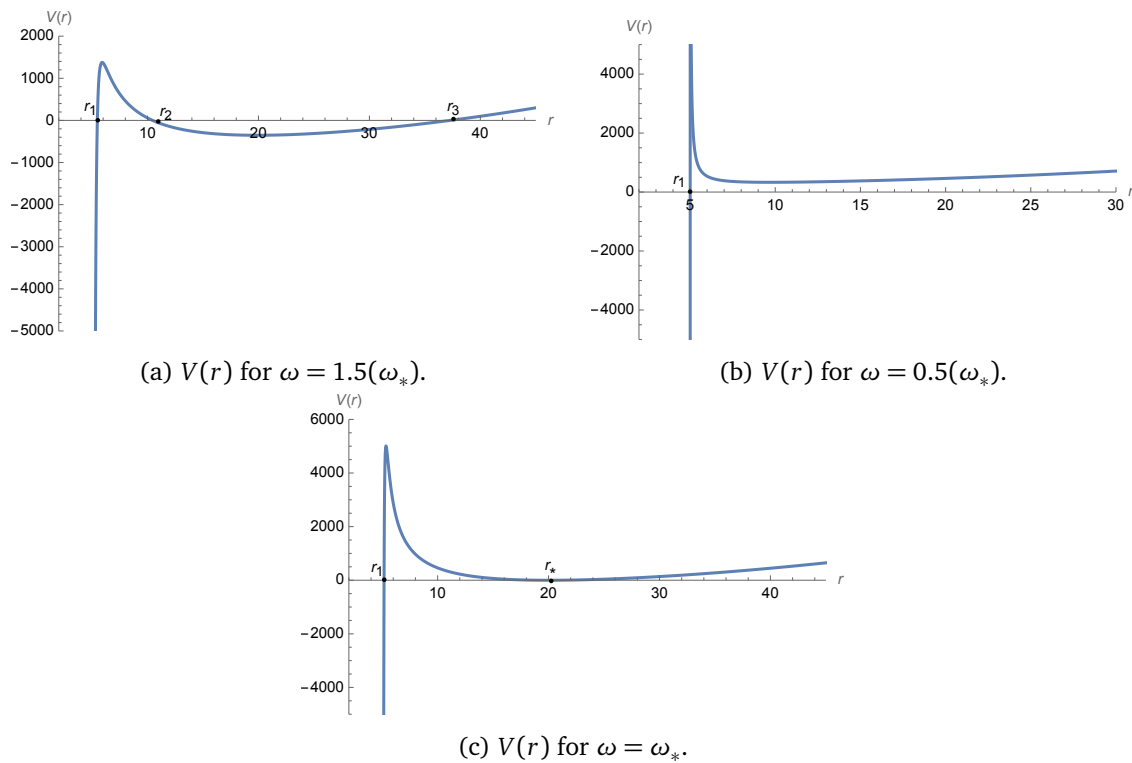 V(r)
2000
1000
0
−1000
−2000
−3000
−4000
−5000
r₁
r₂
r₃
10
20
30
40
r
(a) V(r) for ω = 1.5(ω∗).
V(r)
4000
2000
0
−2000
−4000
r₁
5
10
15
20
25
30
r
(b) V(r) for ω = 0.5(ω∗).
V(r)
6000
4000
2000
0
−2000
−4000
r₁
r∗
10
20
30
40
r
(c) V(r) for ω = ω∗.